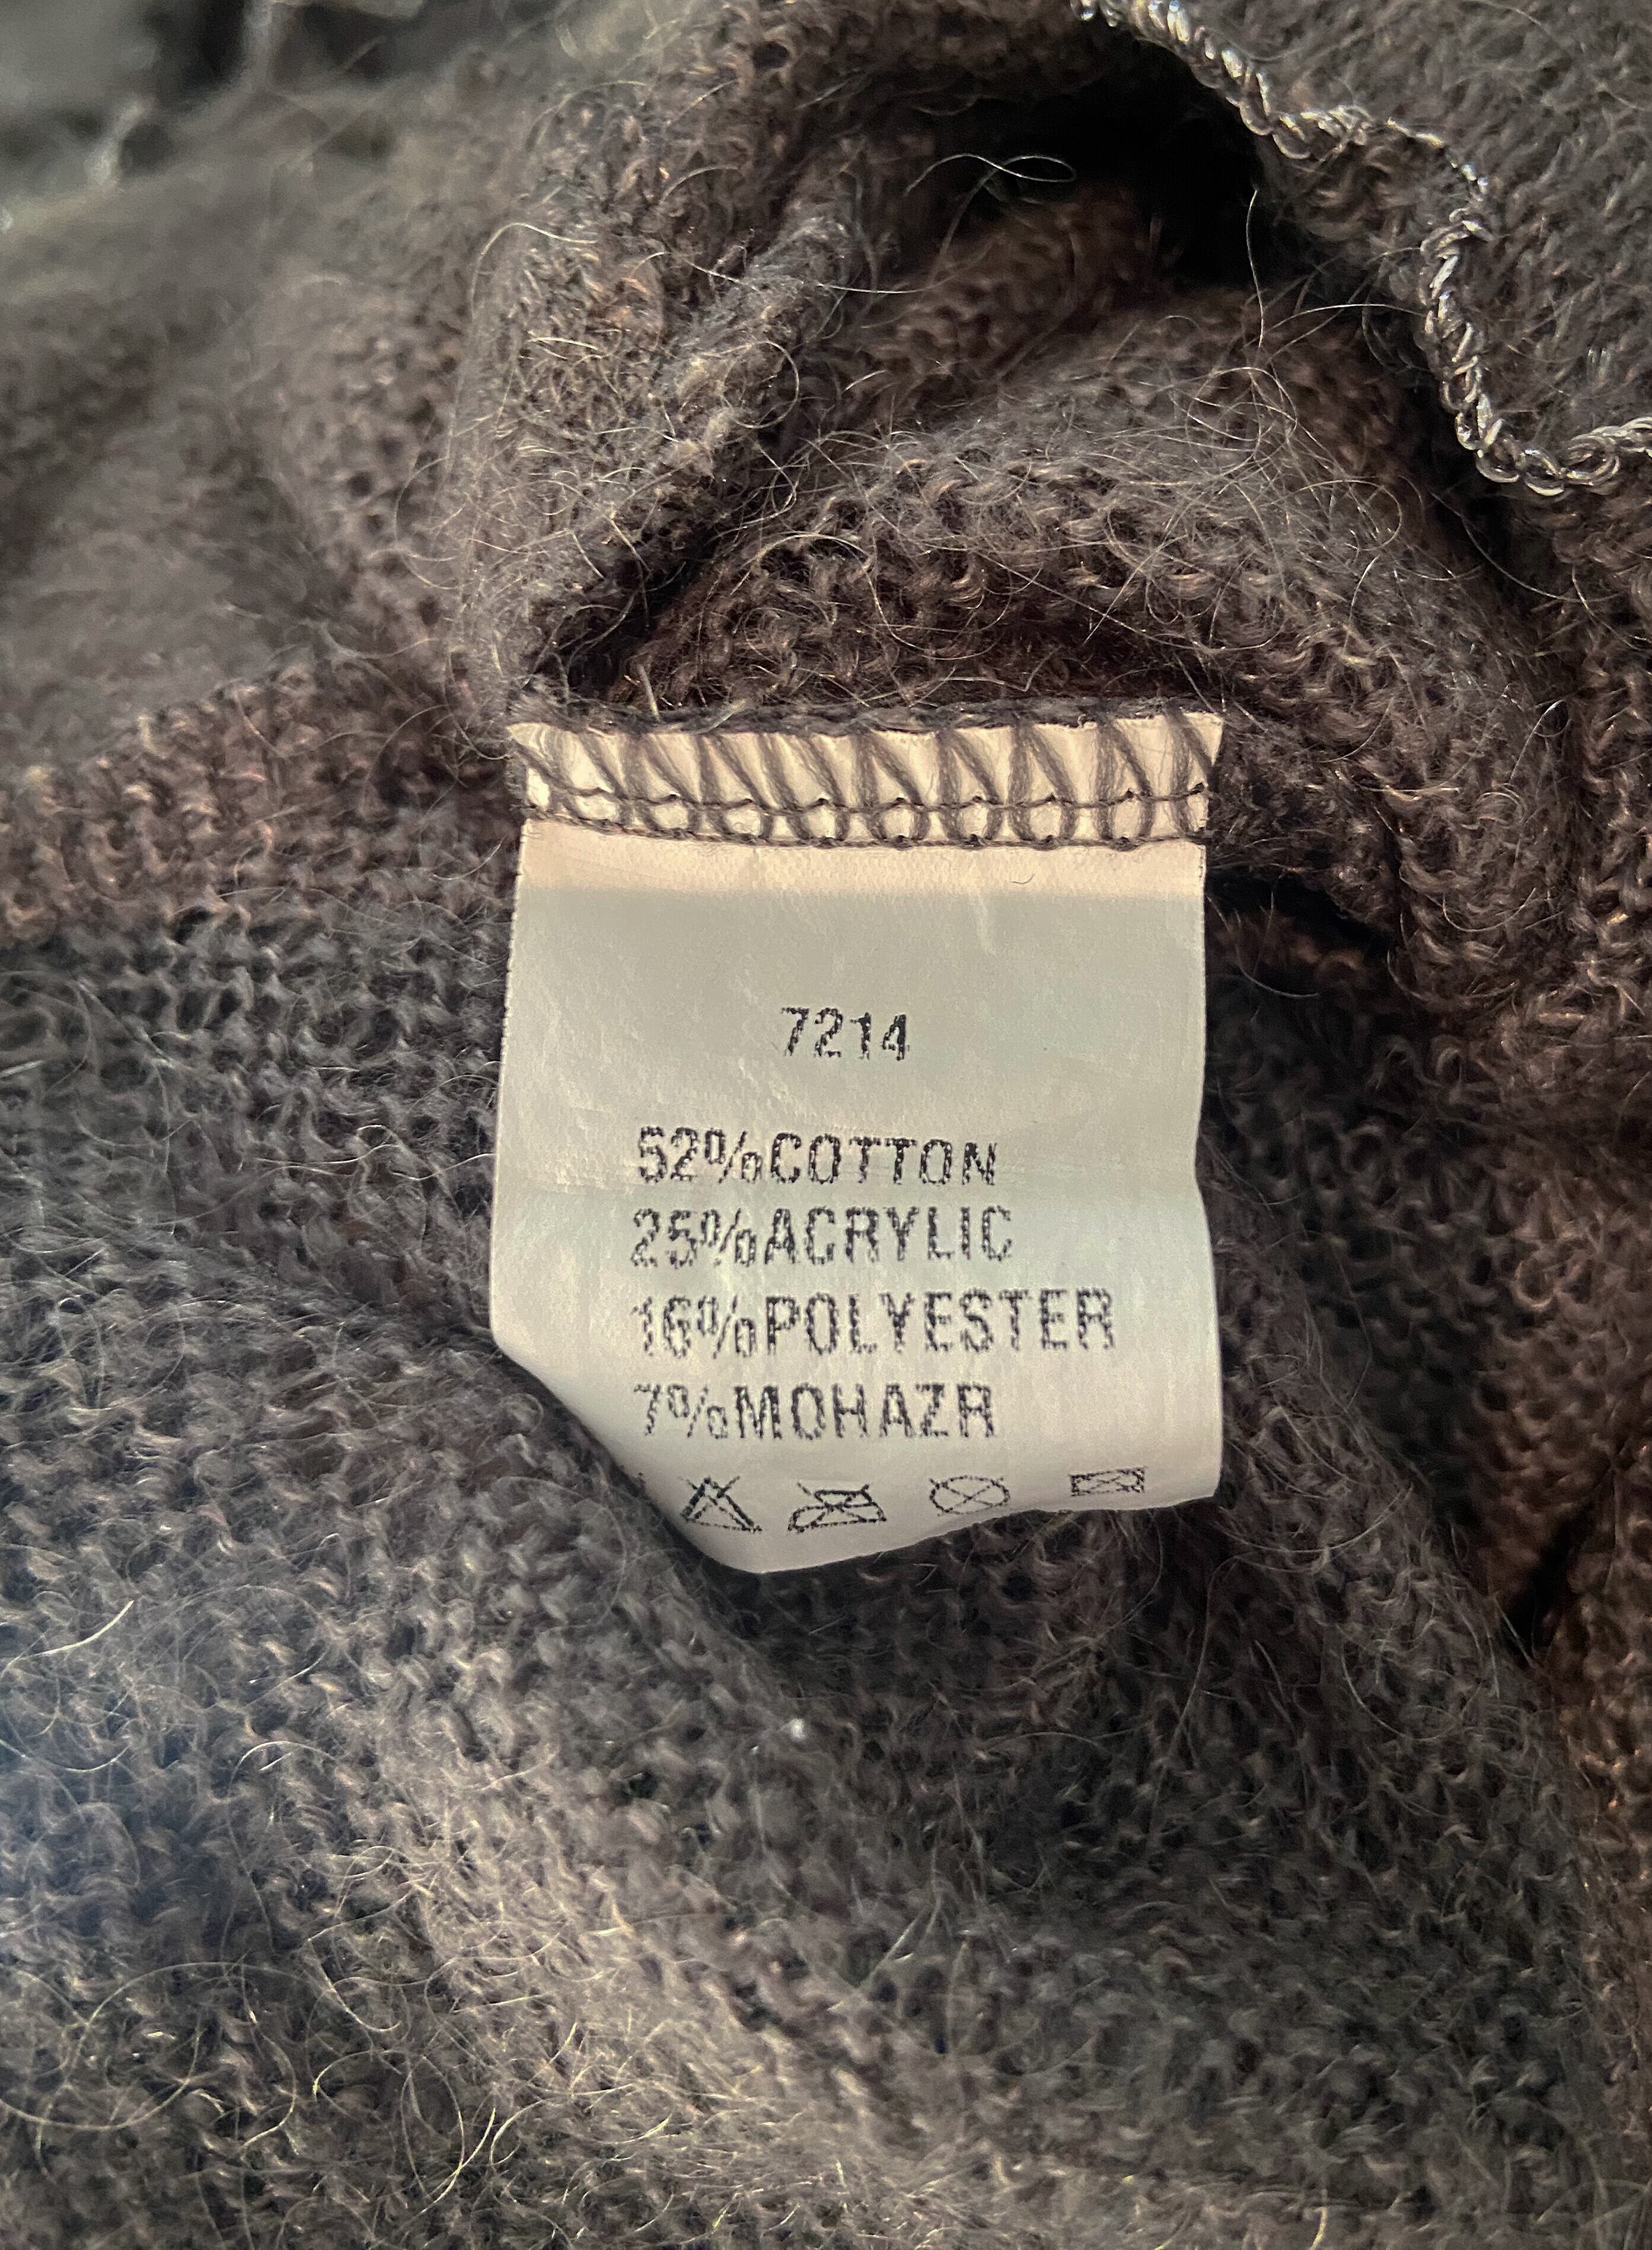 7214
52%COTTON
25%ACRYLIC
16%POLYESTER
7%MOHAZR